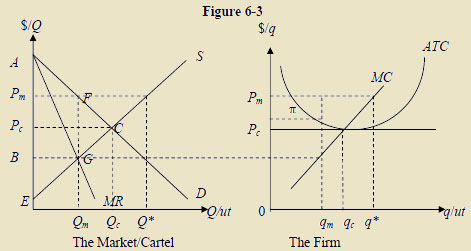 Figure 6-3
$/Q
$/q
A
S
ATC
MC
Pm
F
Pm
π
Pc
C
Pc
B
G
E
MR
D
0
Q/ut
q/ut
Qm Qc Q*
qm qc q*
The Market/Cartel
The Firm